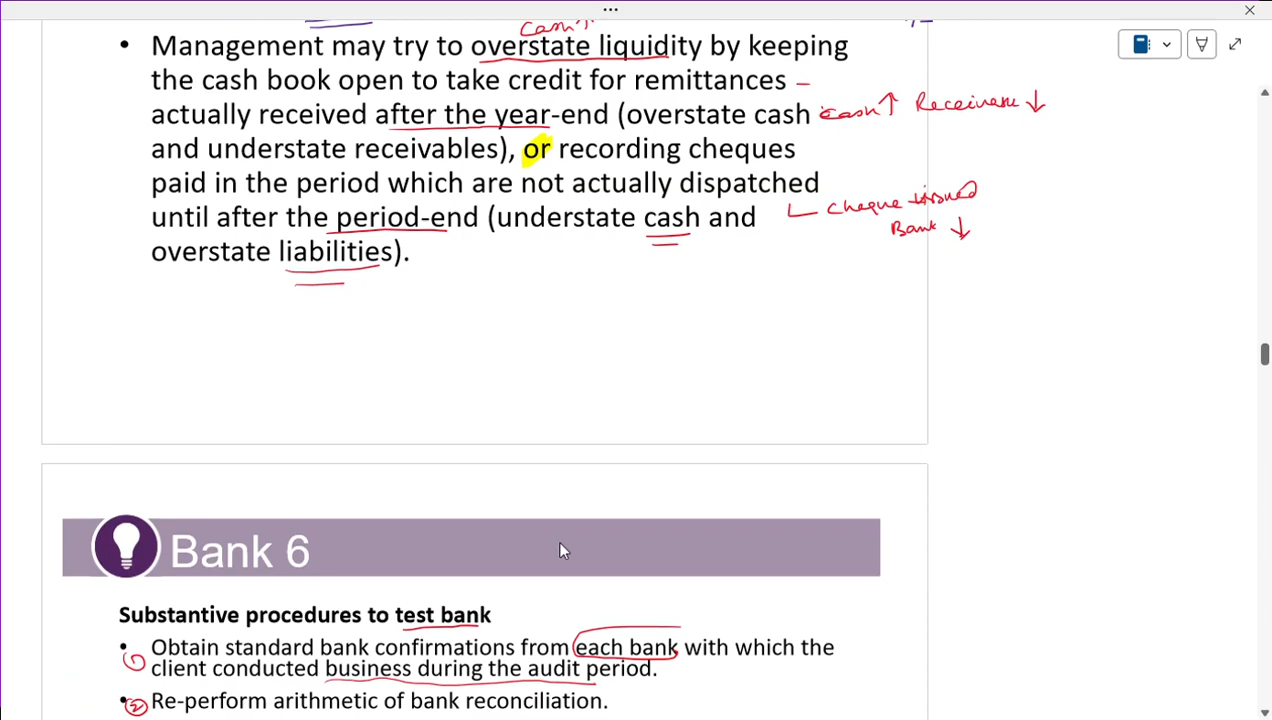 Cash ↑
• Management may try to overstate liquidity by keeping
the cash book open to take credit for remittances –
actually received after the year-end (overstate cash
Cash ↑ Receivable ↓
and understate receivables), or recording cheques
paid in the period which are not actually dispatched
until after the period-end (understate cash and
Cheque issued
Bank ↓
overstate liabilities).
Bank 6
Substantive procedures to test bank
• Obtain standard bank confirmations from each bank with which the
① client conducted business during the audit period.
• ② Re-perform arithmetic of bank reconciliation.